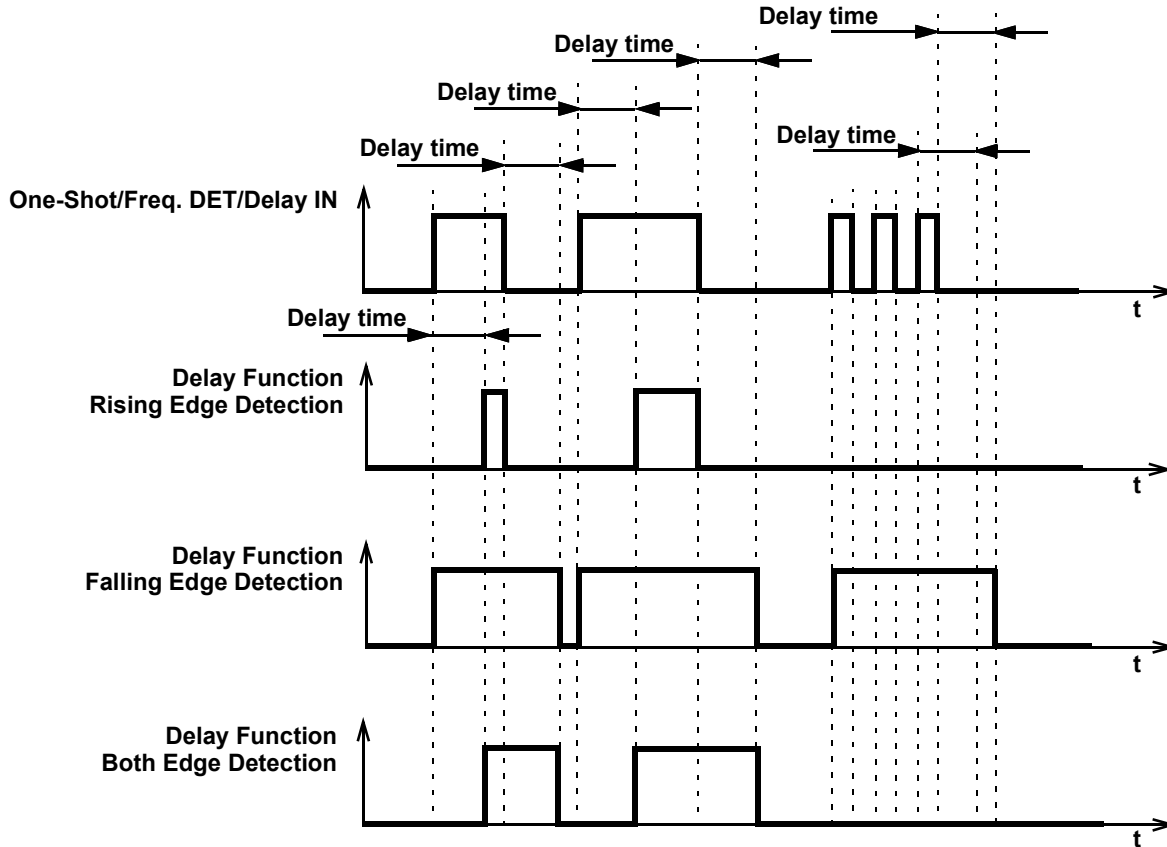 Delay time
Delay time
Delay time
Delay time
Delay time
One-Shot/Freq. DET/Delay IN
t
Delay time
Delay Function
Rising Edge Detection
t
Delay Function
Falling Edge Detection
t
Delay Function
Both Edge Detection
t